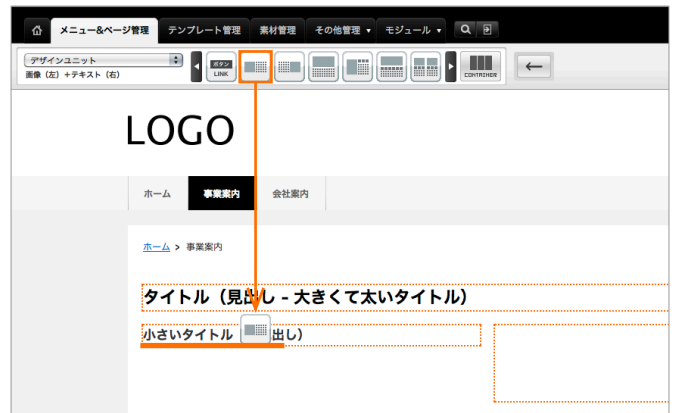 メニュー&ページ管理 テンプレート管理 素材管理 その他管理 ▼ モジュール ▼
デザインユニット
画像（左）+テキスト（右）
ボタン
LINK
CONTAINER
LOGO
ホーム 事業案内 会社案内
ホーム > 事業案内
タイトル（見出し - 大きくて太いタイトル）
小さいタイトル 出し）